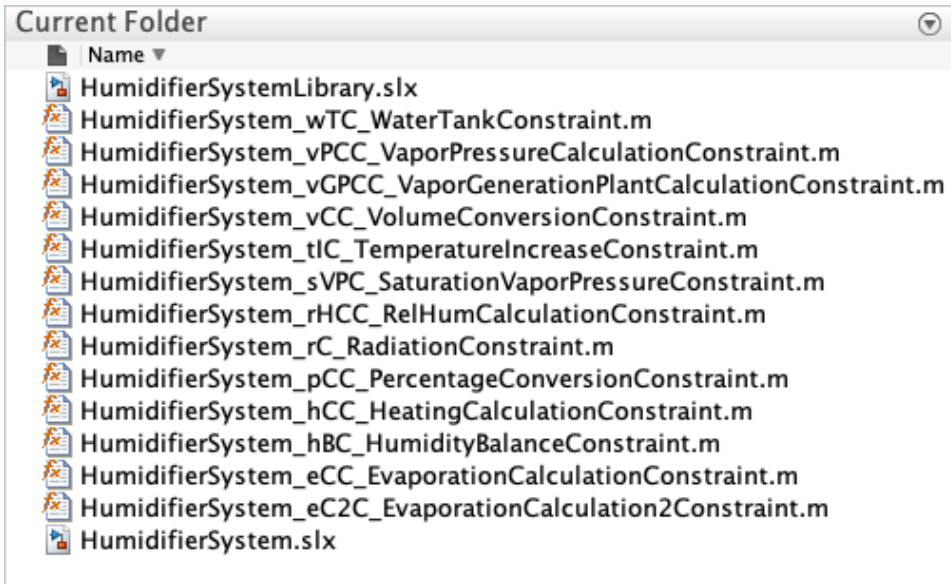 Current Folder
Name
HumidifierSystemLibrary.slx
HumidifierSystem_wTC_WaterTankConstraint.m
HumidifierSystem_vPCC_VaporPressureCalculationConstraint.m
HumidifierSystem_vGPCC_VaporGenerationPlantCalculationConstraint.m
HumidifierSystem_vCC_VolumeConversionConstraint.m
HumidifierSystem_tIC_TemperatureIncreaseConstraint.m
HumidifierSystem_sVPC_SaturationVaporPressureConstraint.m
HumidifierSystem_rHCC_RelHumCalculationConstraint.m
HumidifierSystem_rC_RadiationConstraint.m
HumidifierSystem_pCC_PercentageConversionConstraint.m
HumidifierSystem_hCC_HeatingCalculationConstraint.m
HumidifierSystem_hBC_HumidityBalanceConstraint.m
HumidifierSystem_eCC_EvaporationCalculationConstraint.m
HumidifierSystem_eC2C_EvaporationCalculation2Constraint.m
HumidifierSystem.slx